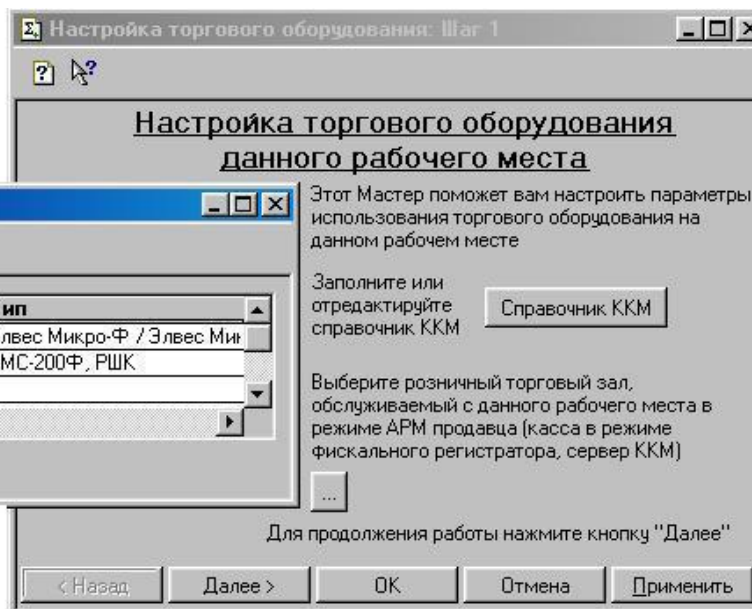 Настройка торгового оборудования: Шаг 1
Настройка торгового оборудования
данного рабочего места
Этот Мастер поможет вам настроить параметры
использования торгового оборудования на
данном рабочем месте
Заполните или
отредактируйте
справочник ККМ
Справочник ККМ
ип
лвес Микро-Ф / Элвес Мик
МС-200Ф, РШК
Выберите розничный торговый зал,
обслуживаемый с данного рабочего места в
режиме АРМ продавца (касса в режиме
фискального регистратора, сервер ККМ)
...
Для продолжения работы нажмите кнопку "Далее"
< Назад Далее > OK Отмена Применить